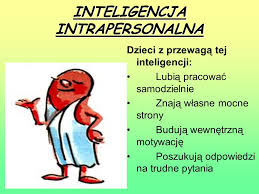 INTELIGENCJA
INTRAPERSONALNA
Dzieci z przewagą tej
inteligencji:
• Lubią pracować
samodzielnie
• Znają własne mocne
strony
• Budują wewnętrzną
motywację
• Poszukują odpowiedzi
na trudne pytania